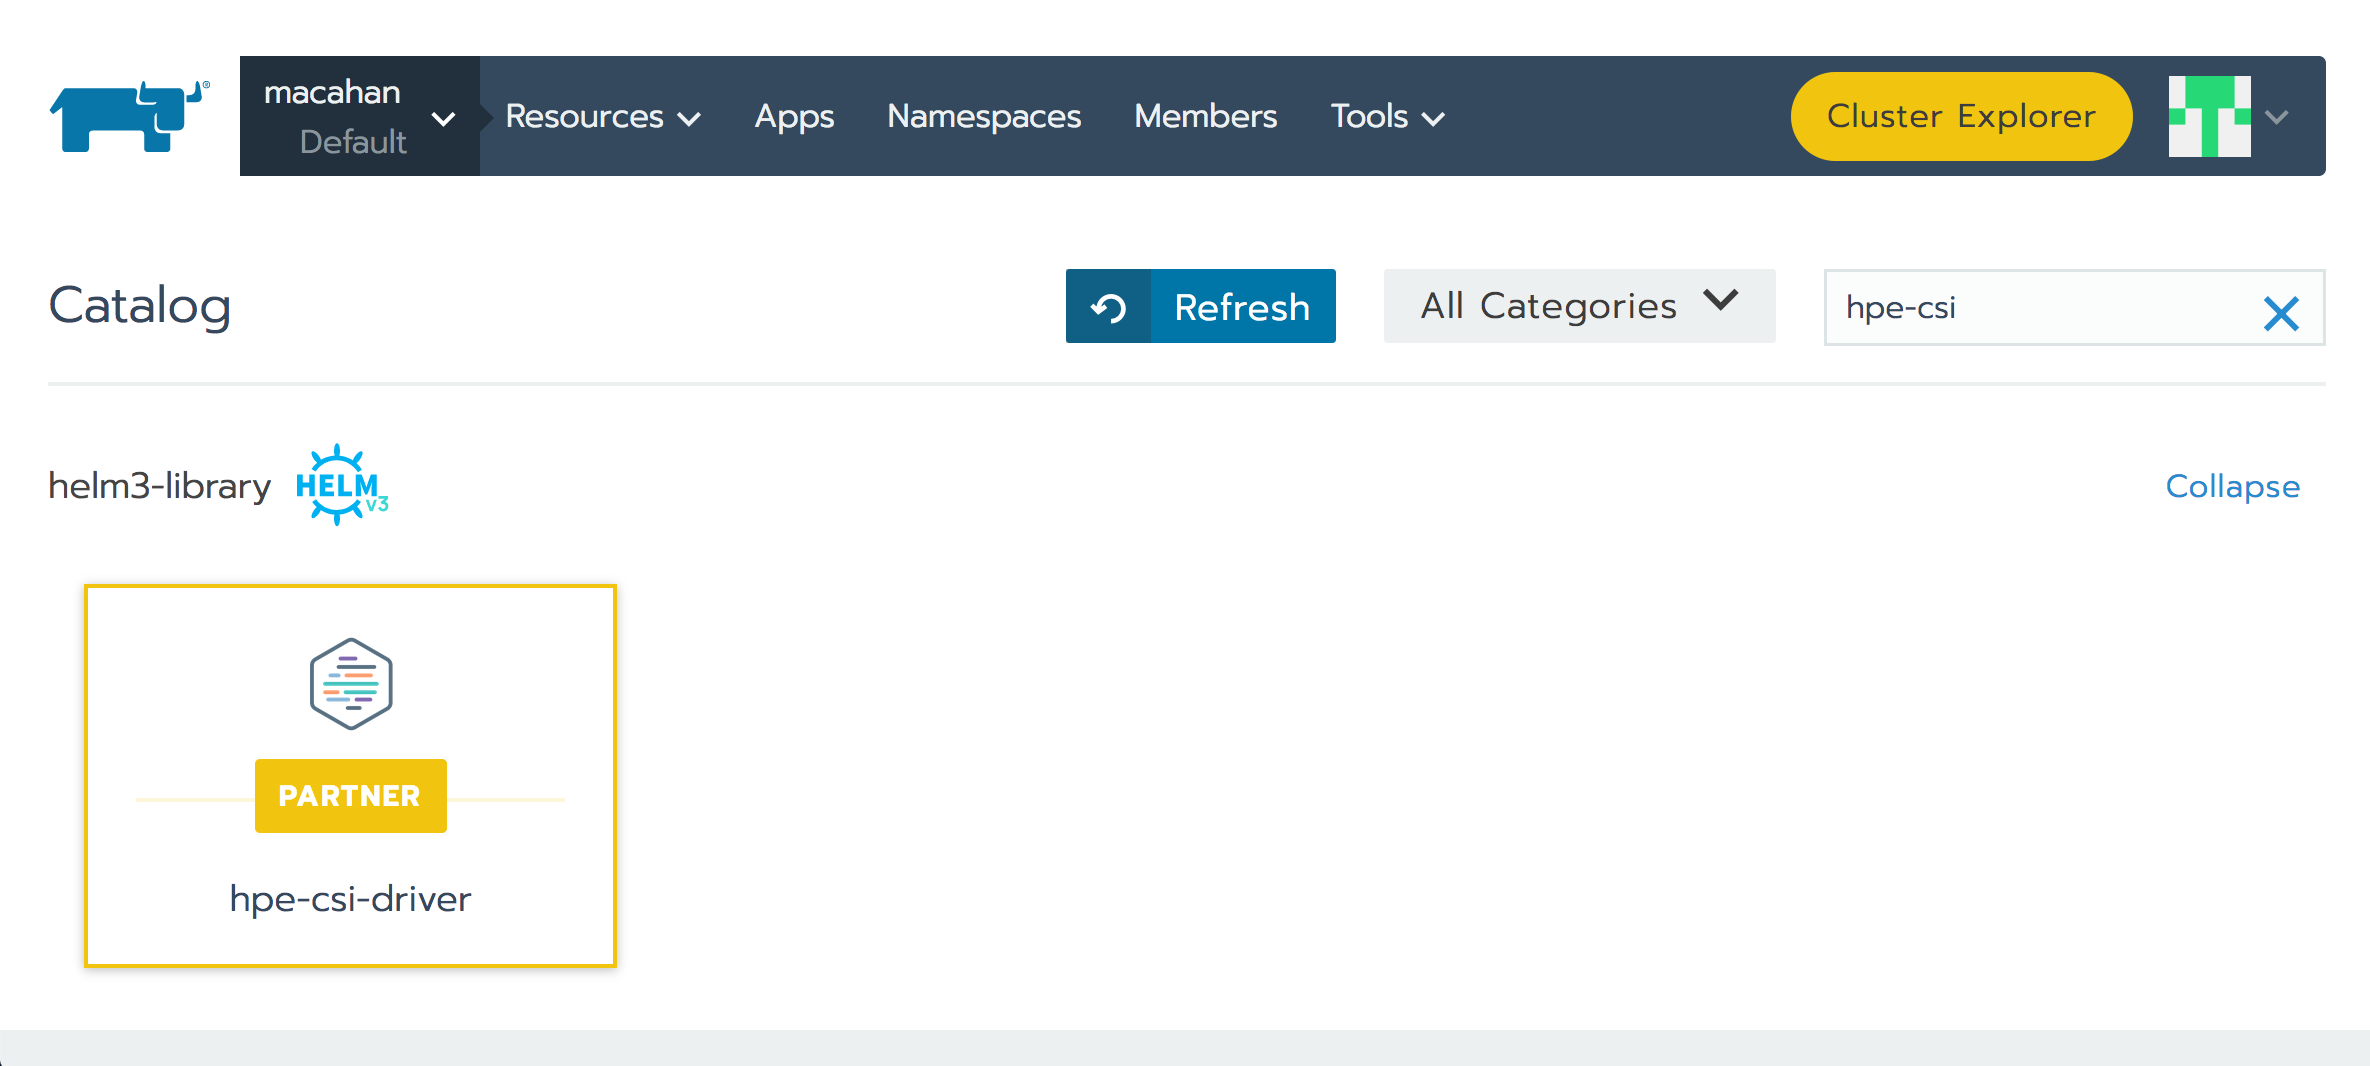 macahan
Default
Resources
Apps
Namespaces
Members
Tools
Cluster Explorer
Catalog
Refresh
All Categories
hpe-csi
helm3-library
HELM
v3
Collapse
PARTNER
hpe-csi-driver